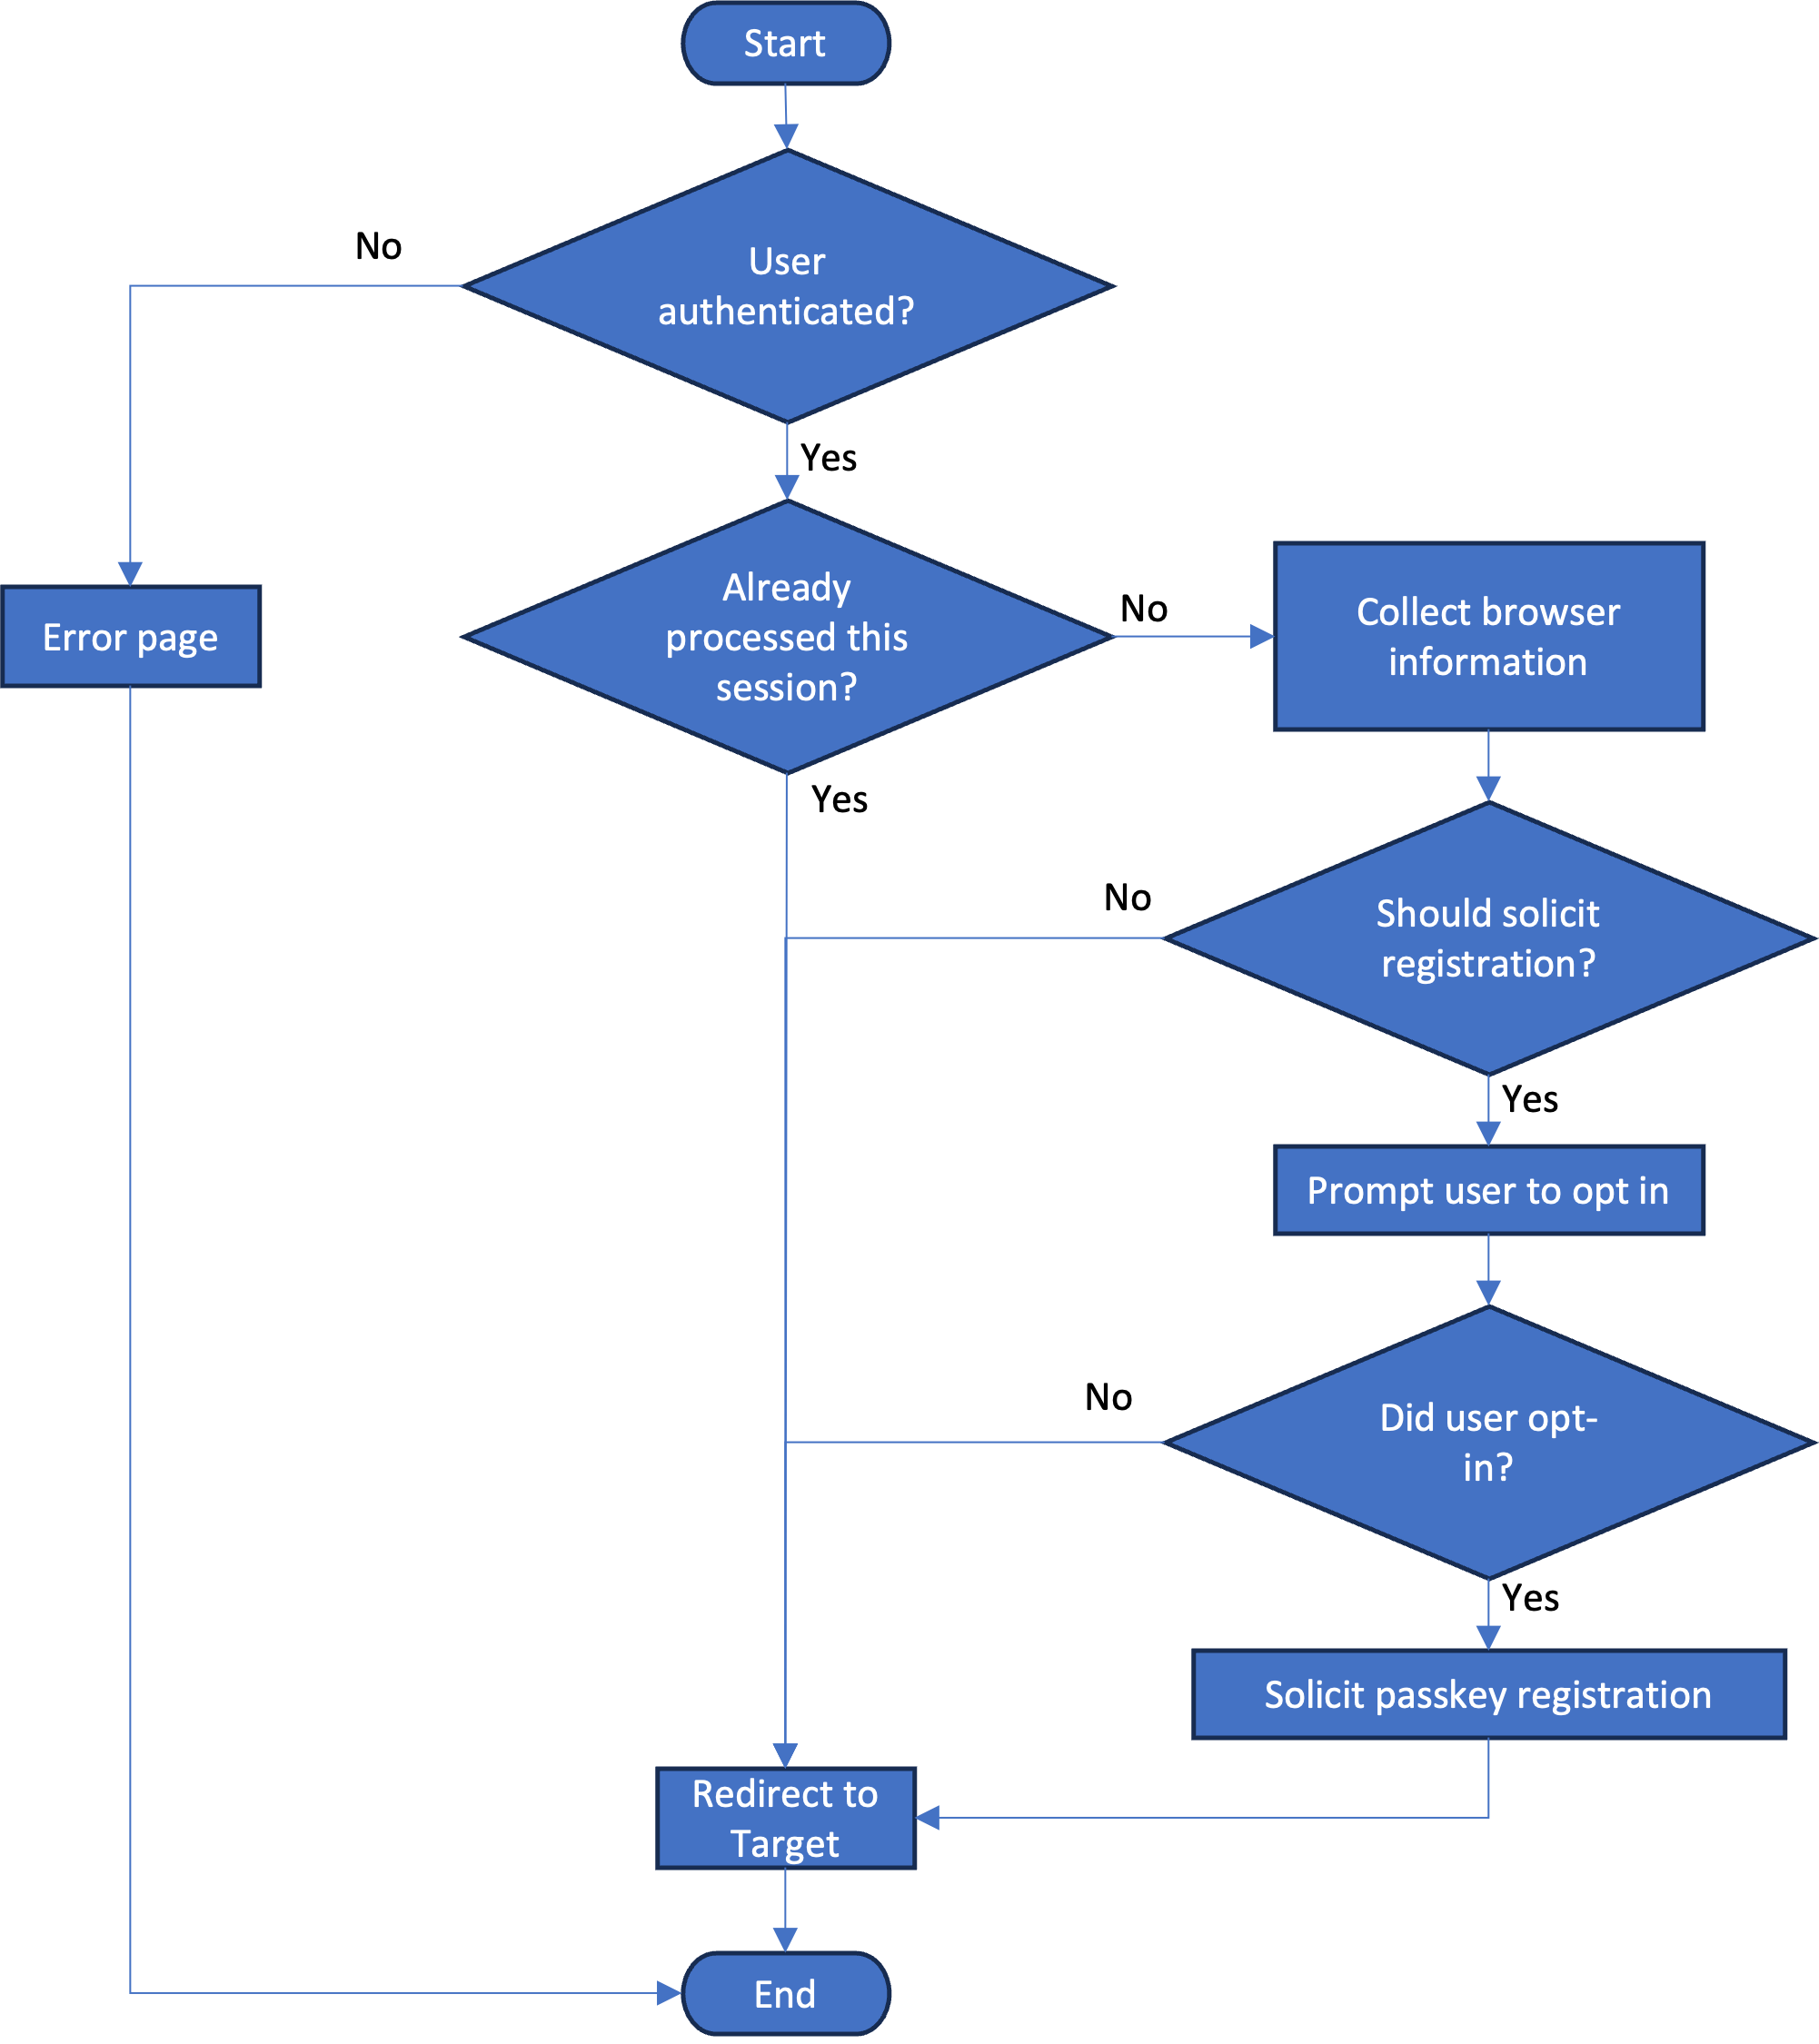 Start
No
User
authenticated?
Yes
Already
processed this
session?
No
Collect browser
information
Error page
Yes
No
Should solicit
registration?
Yes
Prompt user to opt in
No
Did user opt-
in?
Yes
Solicit passkey registration
Redirect to
Target
End